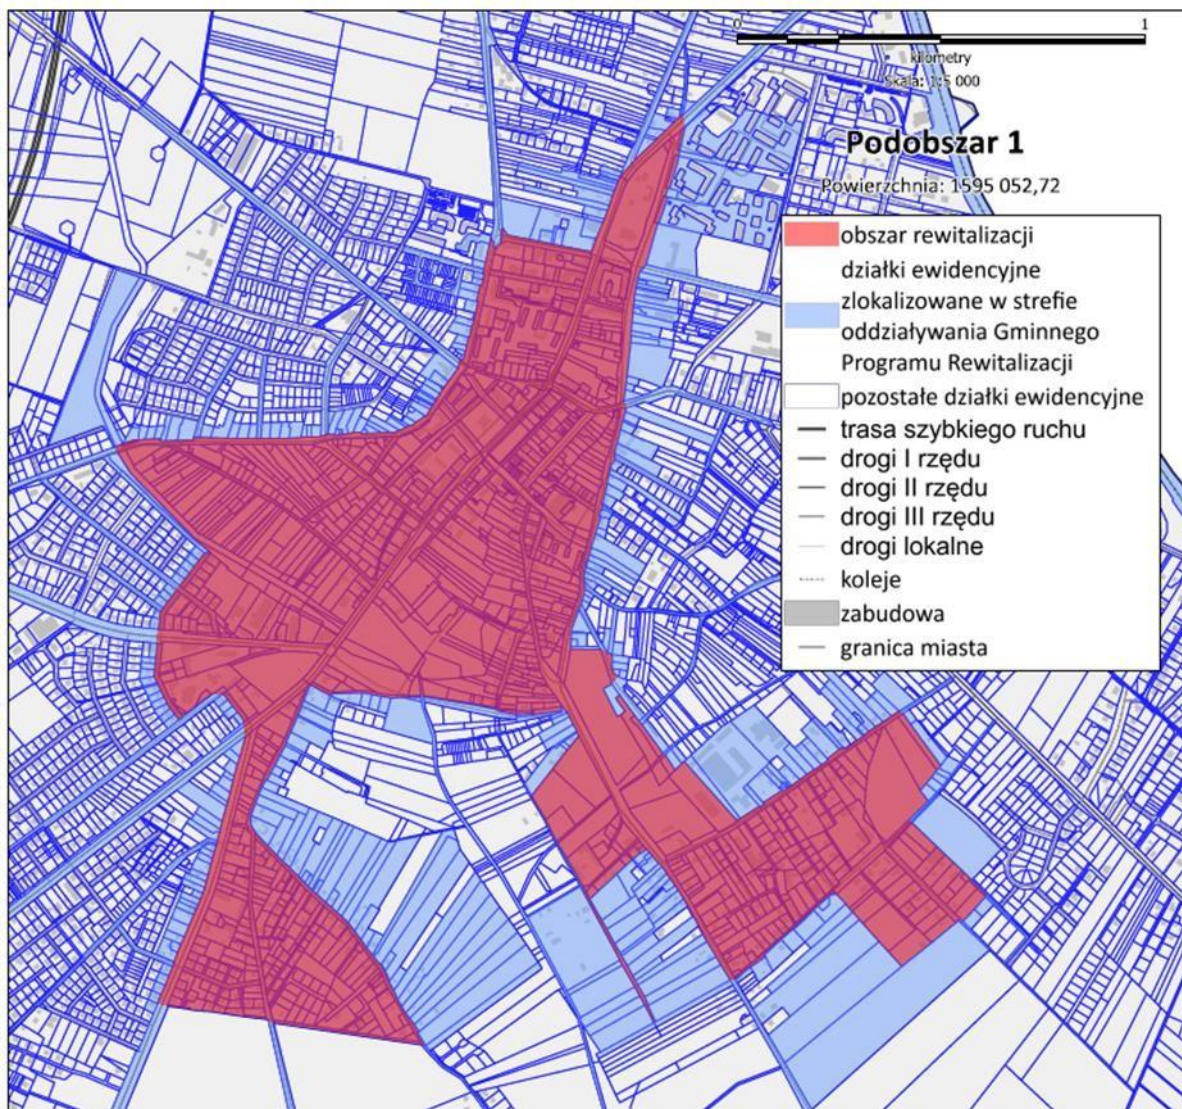 0 1
kilometry
Skala: 1:5 000
Podobszar 1
Powierzchnia: 1595 052,72
obszar rewitalizacji
działki ewidencyjne
zlokalizowane w strefie
oddziaływania Gminnego
Programu Rewitalizacji
pozostałe działki ewidencyjne
trasa szybkiego ruchu
drogi I rzędu
drogi II rzędu
drogi III rzędu
drogi lokalne
koleje
zabudowa
granica miasta